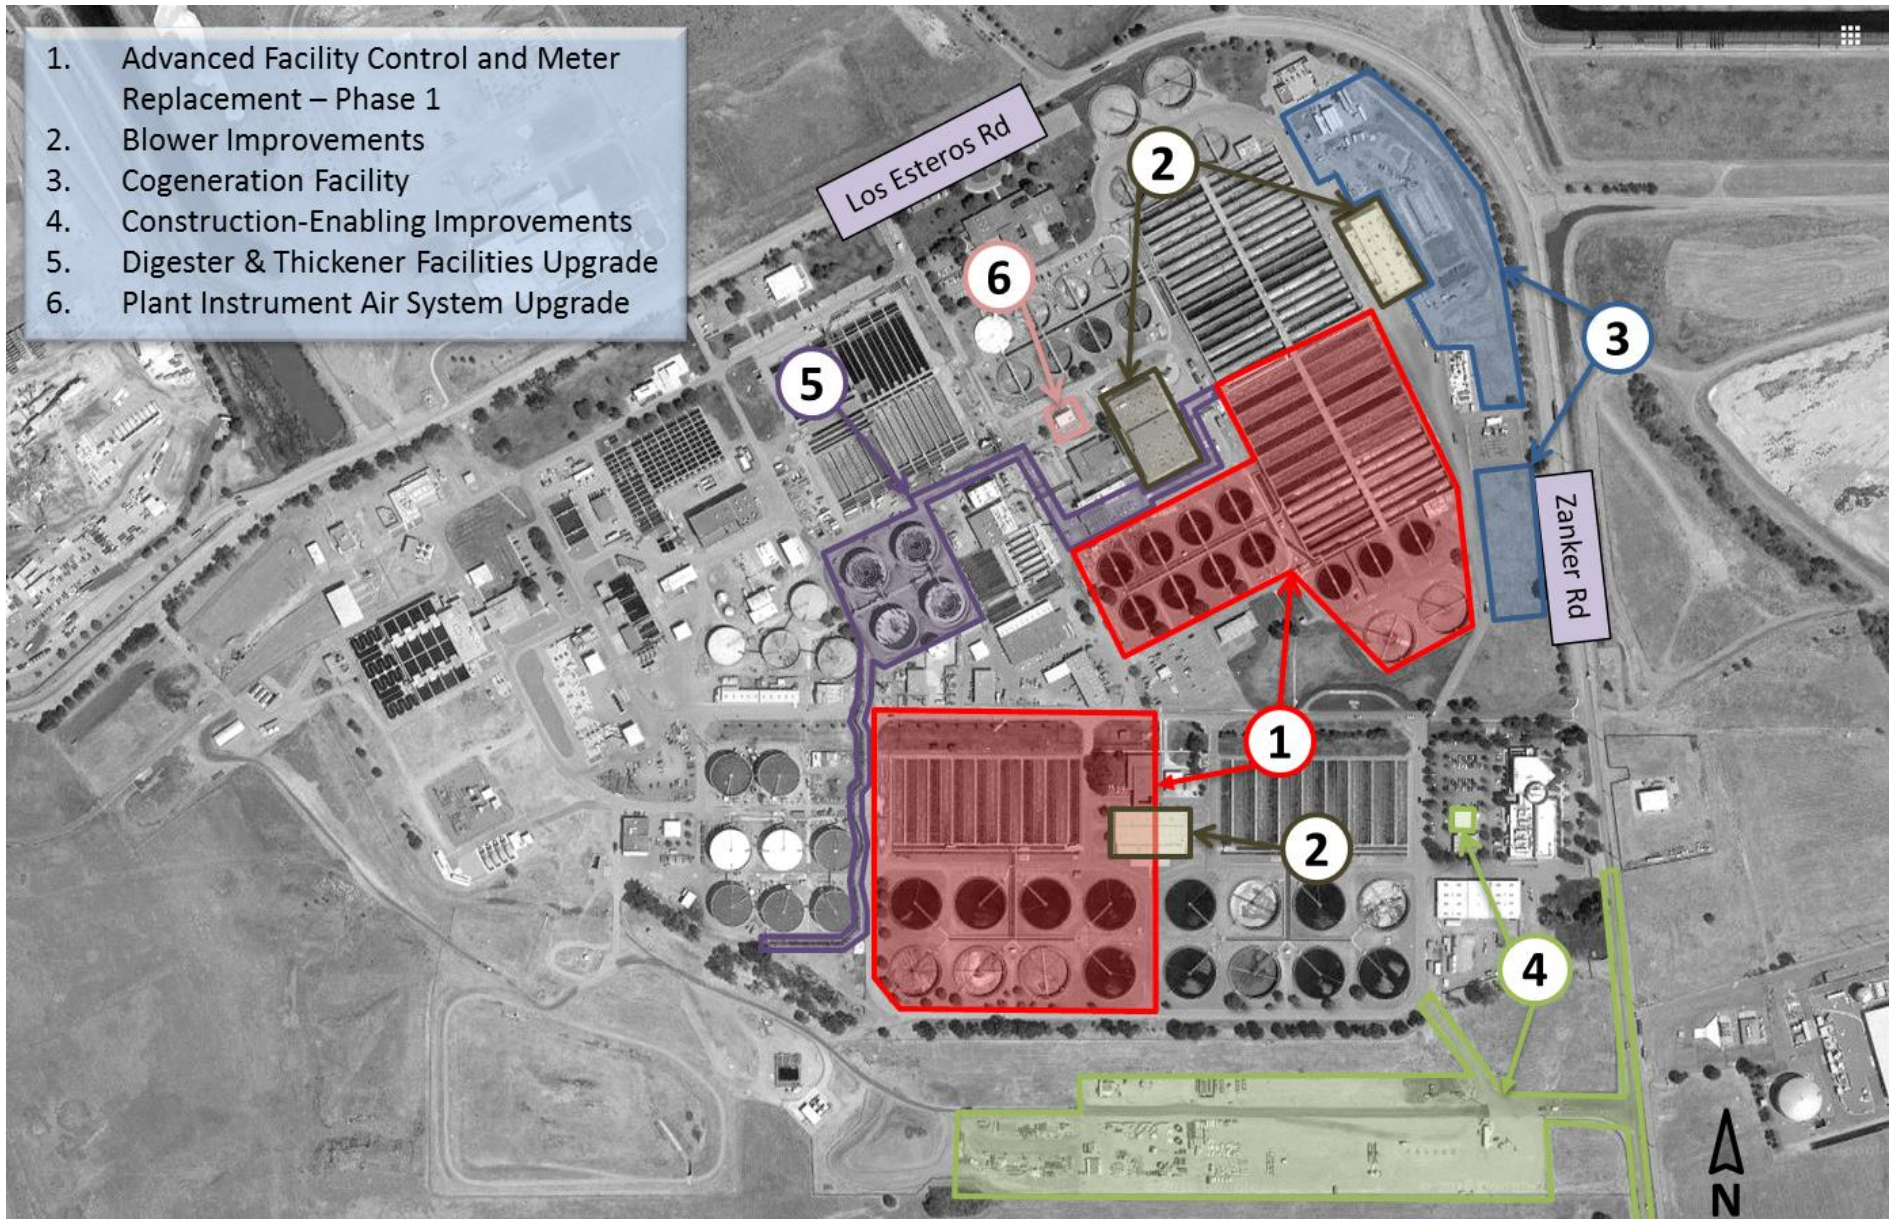 1. Advanced Facility Control and Meter
Replacement – Phase 1
2. Blower Improvements
3. Cogeneration Facility
4. Construction-Enabling Improvements
5. Digester & Thickener Facilities Upgrade
6. Plant Instrument Air System Upgrade
Los Esteros Rd
2
6
3
5
Zanker Rd
1
2
4
N